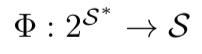 Φ : 2^{𝒮*} → 𝒮